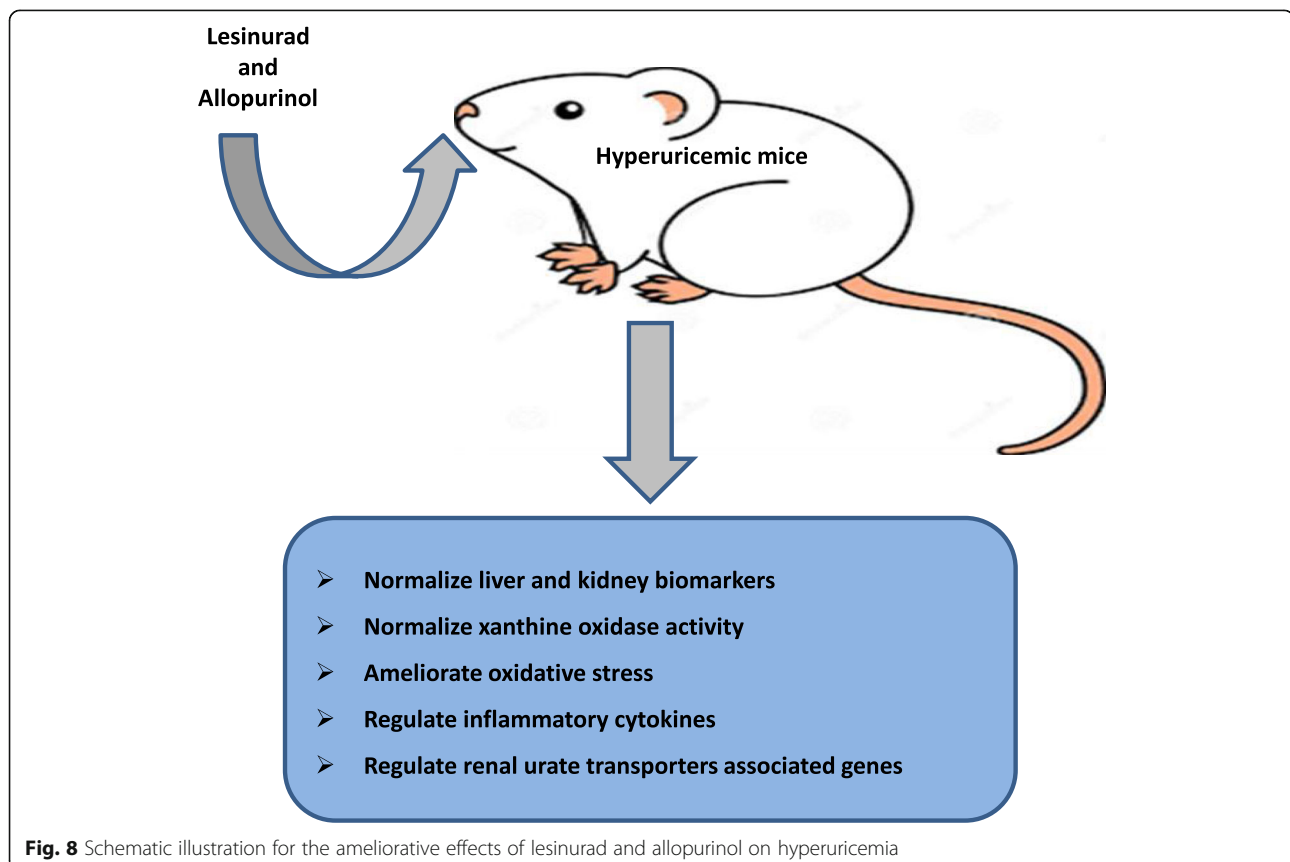 Lesinurad
and
Allopurinol
Hyperuricemic mice
➢ Normalize liver and kidney biomarkers
➢ Normalize xanthine oxidase activity
➢ Ameliorate oxidative stress
➢ Regulate inflammatory cytokines
➢ Regulate renal urate transporters associated genes
Fig. 8 Schematic illustration for the ameliorative effects of lesinurad and allopurinol on hyperuricemia